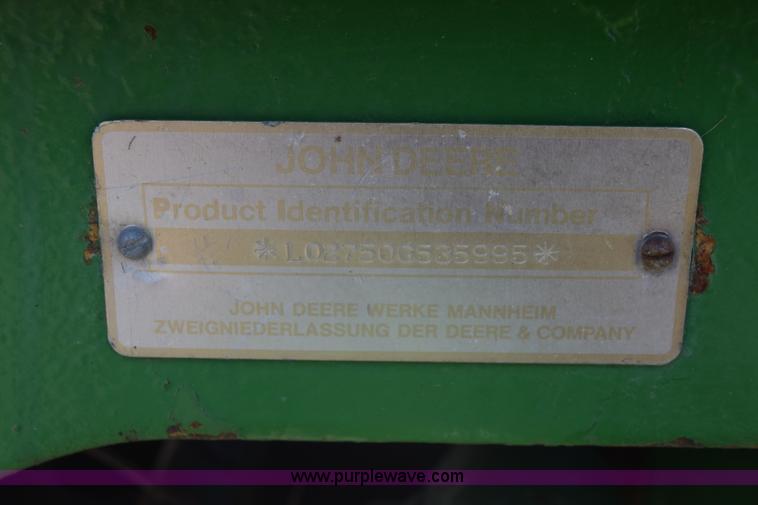 JOHN DEERE
Product Identification Number
*L02750G535995*
JOHN DEERE WERKE MANNHEIM
ZWEIGNIEDERLASSUNG DER DEERE & COMPANY
www.purplewave.com